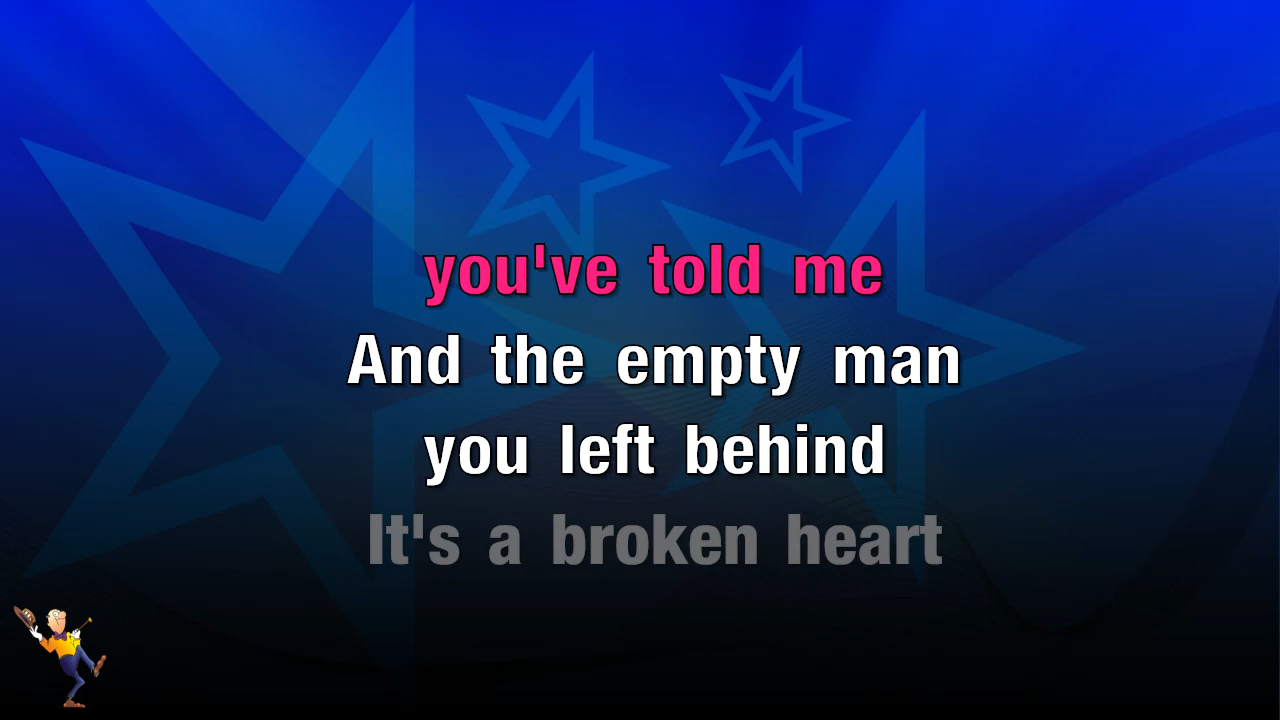 you've told me
And the empty man
you left behind
It's a broken heart